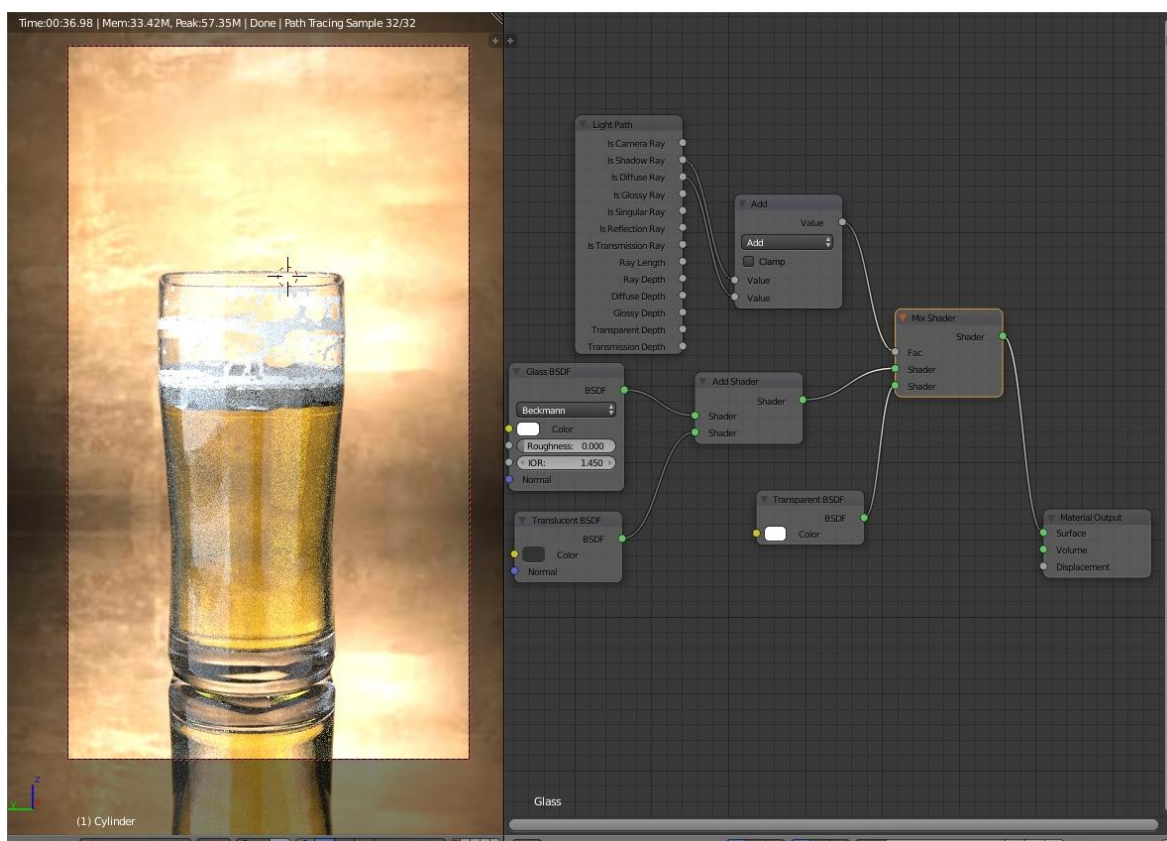 Time:00:36.98 | Mem:33.42M, Peak:57.35M | Done | Path Tracing Sample 32/32
Light Path
Is Camera Ray
Is Shadow Ray
Is Diffuse Ray
Is Glossy Ray
Is Singular Ray
Is Reflection Ray
Is Transmission Ray
Ray Length
Ray Depth
Diffuse Depth
Glossy Depth
Transparent Depth
Transmission Depth
Add
Value
Add
Clamp
Value
Value
Mix Shader
Shader
Fac
Shader
Shader
Glass BSDF
BSDF
Beckmann
Color
Roughness: 0.000
IOR: 1.450
Normal
Add Shader
Shader
Shader
Shader
Translucent BSDF
BSDF
Color
Normal
Transparent BSDF
BSDF
Color
Material Output
Surface
Volume
Displacement
z
y
(1) Cylinder
Glass